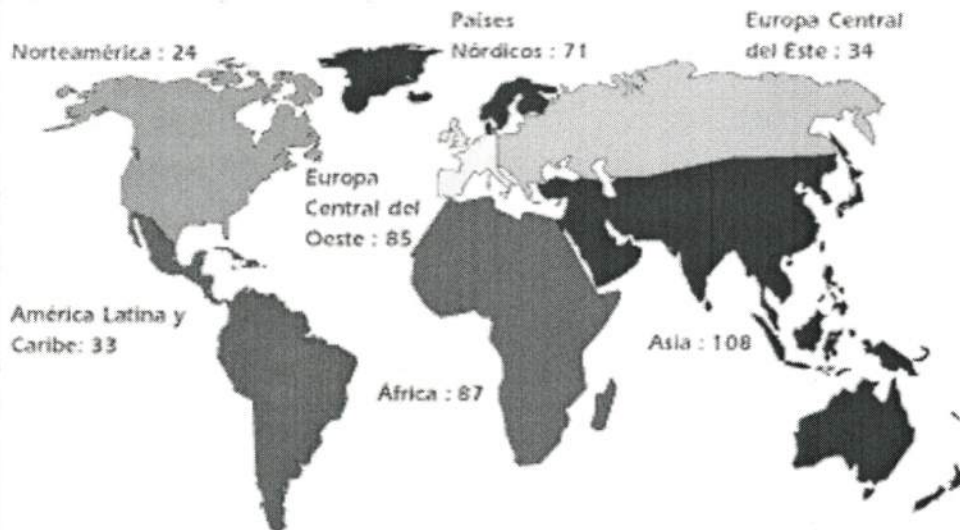 Norteamérica : 24
Países
Nórdicos : 71
Europa Central
del Este : 34
Europa
Central del
Oeste : 85
América Latina y
Caribe: 33
África : 87
Asia : 108